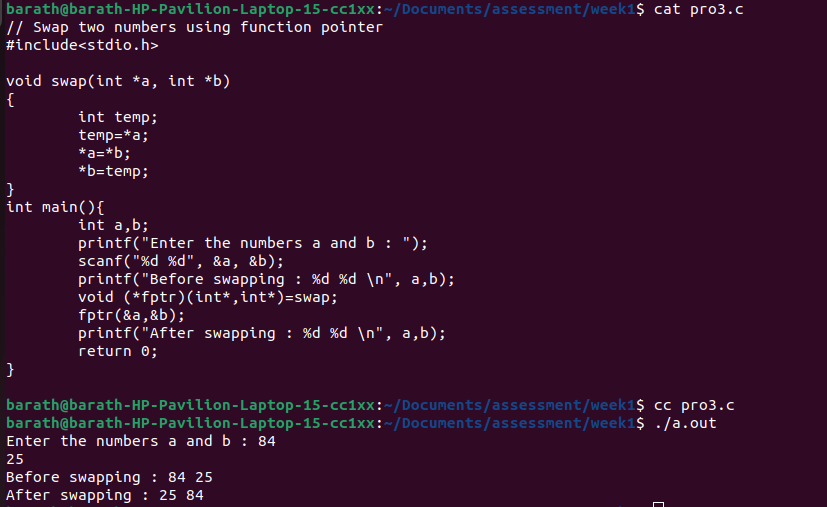 barath@barath-HP-Pavilion-Laptop-15-cc1xx:~/Documents/assessment/week1$ cat pro3.c
// Swap two numbers using function pointer
#include<stdio.h>

void swap(int *a, int *b)
{
        int temp;
        temp=*a;
        *a=*b;
        *b=temp;
}
int main(){
        int a,b;
        printf("Enter the numbers a and b : ");
        scanf("%d %d", &a, &b);
        printf("Before swapping : %d %d \n", a,b);
        void (*fptr)(int*,int*)=swap;
        fptr(&a,&b);
        printf("After swapping : %d %d \n", a,b);
        return 0;
}

barath@barath-HP-Pavilion-Laptop-15-cc1xx:~/Documents/assessment/week1$ cc pro3.c
barath@barath-HP-Pavilion-Laptop-15-cc1xx:~/Documents/assessment/week1$ ./a.out
Enter the numbers a and b : 84
25
Before swapping : 84 25
After swapping : 25 84